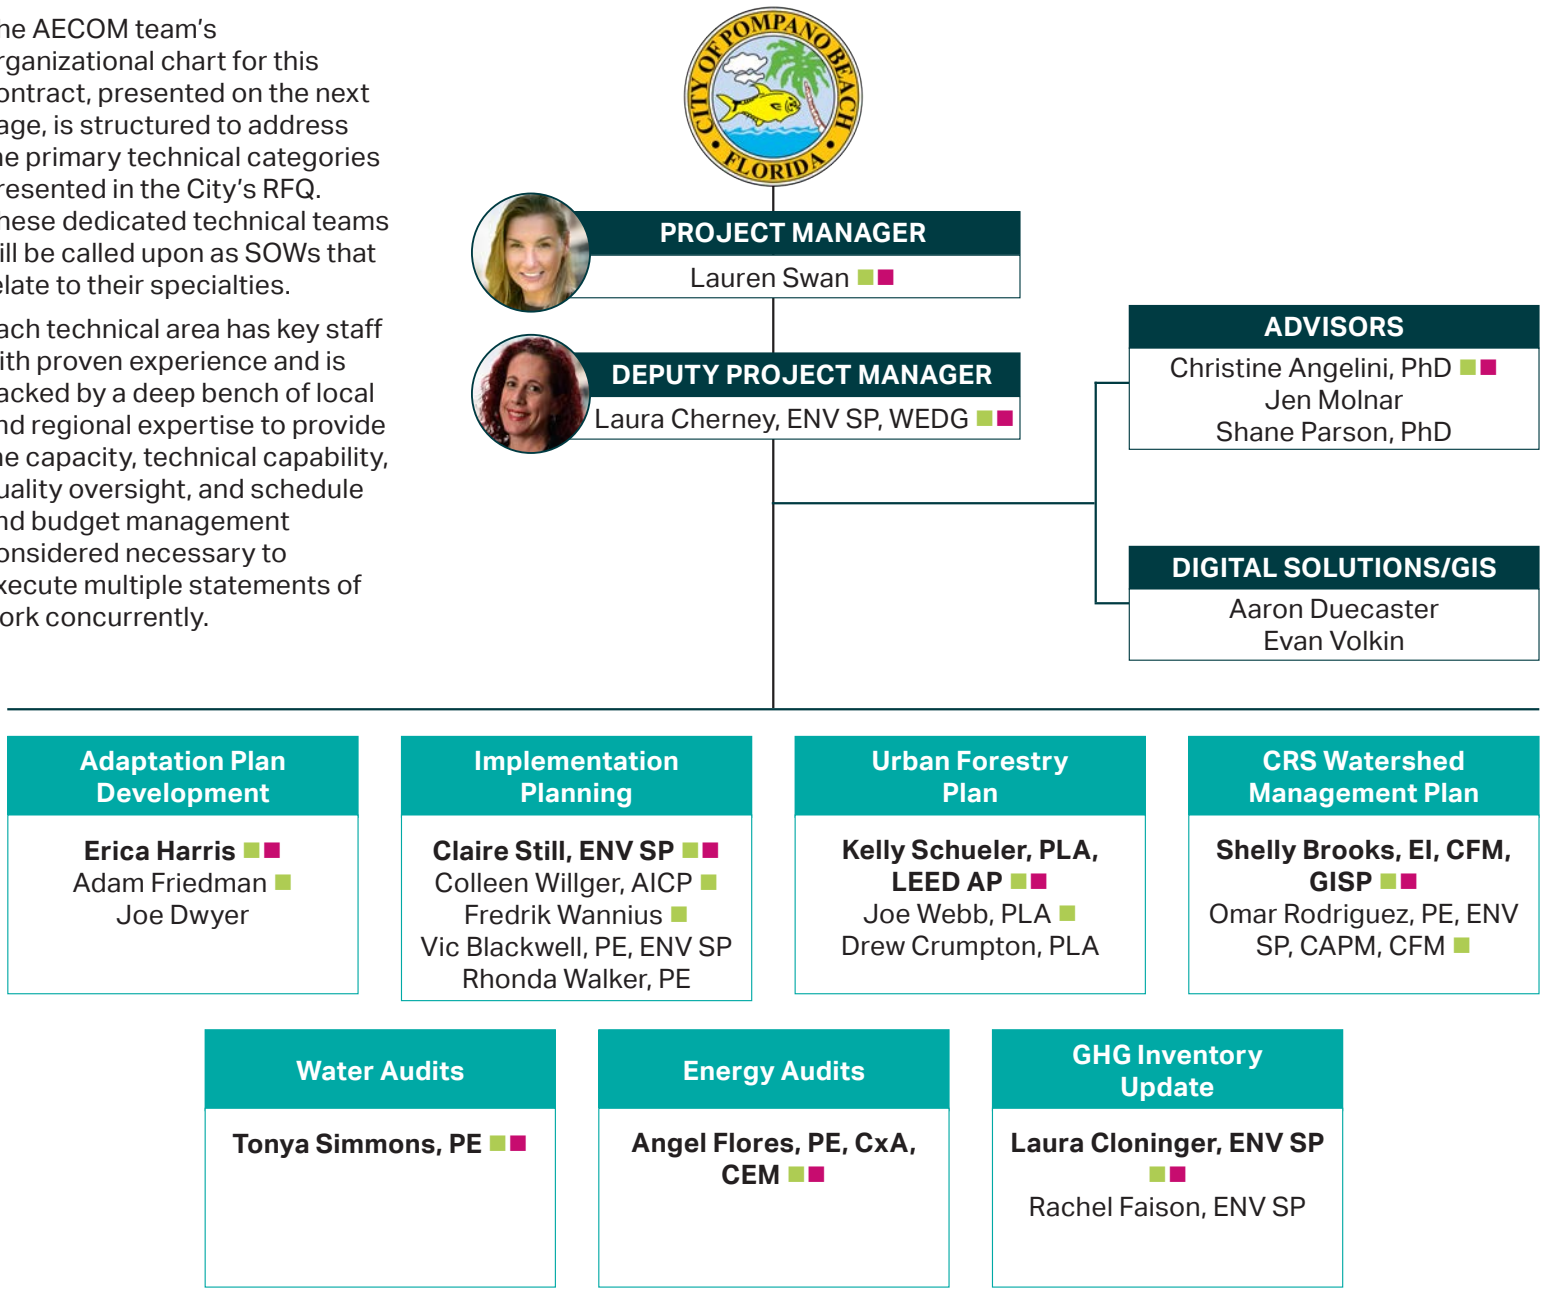 he AECOM team's
rganizational chart for this
ontract, presented on the next
age, is structured to address
he primary technical categories
resented in the City's RFQ.
hese dedicated technical teams
ill be called upon as SOWs that
elate to their specialties.
ach technical area has key staff
ith proven experience and is
acked by a deep bench of local
nd regional expertise to provide
he capacity, technical capability,
uality oversight, and schedule
nd budget management
onsidered necessary to
xecute multiple statements of
ork concurrently.
CITY OF POMPANO BEACH
• FLORIDA •
PROJECT MANAGER
Lauren Swan
DEPUTY PROJECT MANAGER
Laura Cherney, ENV SP, WEDG
ADVISORS
Christine Angelini, PhD
Jen Molnar
Shane Parson, PhD
DIGITAL SOLUTIONS/GIS
Aaron Duecaster
Evan Volkin
Adaptation Plan
Development
Erica Harris
Adam Friedman
Joe Dwyer
Implementation
Planning
Claire Still, ENV SP
Colleen Willger, AICP
Fredrik Wannius
Vic Blackwell, PE, ENV SP
Rhonda Walker, PE
Urban Forestry
Plan
Kelly Schueler, PLA,
LEED AP
Joe Webb, PLA
Drew Crumpton, PLA
CRS Watershed
Management Plan
Shelly Brooks, EI, CFM,
GISP
Omar Rodriguez, PE, ENV
SP, CAPM, CFM
Water Audits
Tonya Simmons, PE
Energy Audits
Angel Flores, PE, CxA,
CEM
GHG Inventory
Update
Laura Cloninger, ENV SP
Rachel Faison, ENV SP